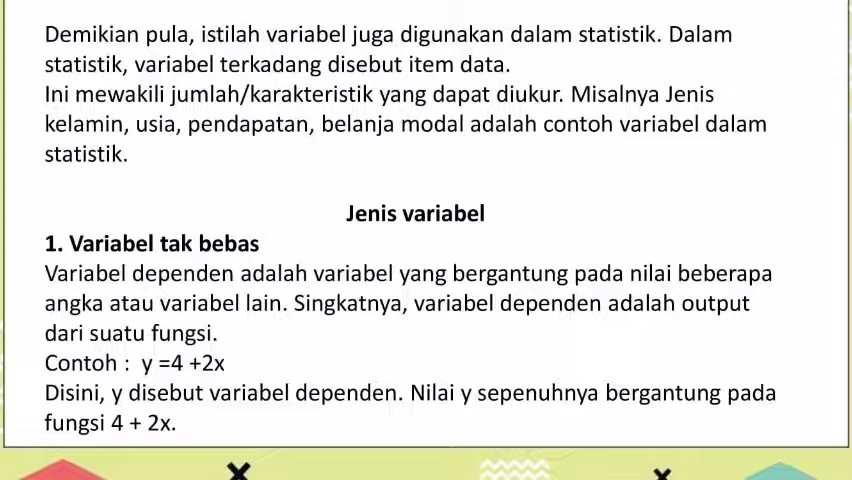 Demikian pula, istilah variabel juga digunakan dalam statistik. Dalam
statistik, variabel terkadang disebut item data.
Ini mewakili jumlah/karakteristik yang dapat diukur. Misalnya Jenis
kelamin, usia, pendapatan, belanja modal adalah contoh variabel dalam
statistik.
Jenis variabel
1. Variabel tak bebas
Variabel dependen adalah variabel yang bergantung pada nilai beberapa
angka atau variabel lain. Singkatnya, variabel dependen adalah output
dari suatu fungsi.
Contoh :  y =4 +2x
Disini, y disebut variabel dependen. Nilai y sepenuhnya bergantung pada
fungsi 4 + 2x.